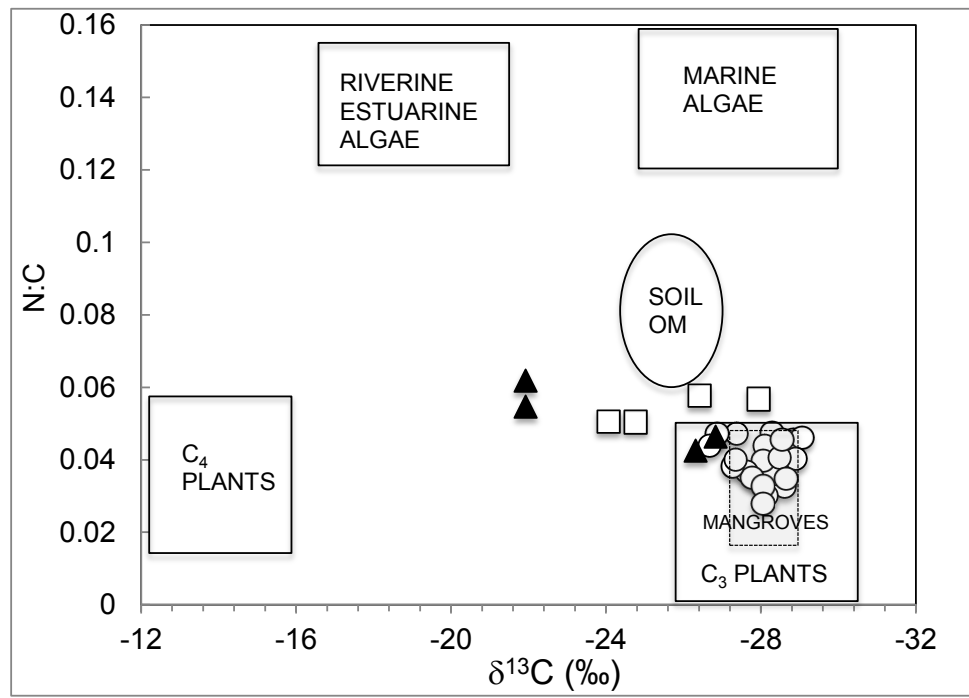 0.16
0.14
0.12
0.1
0.08
0.06
0.04
0.02
0
N:C
RIVERINE
ESTUARINE
ALGAE
MARINE
ALGAE
SOIL
OM
C₄
PLANTS
MANGROVES
C₃ PLANTS
-12
-16
-20
-24
-28
-32
δ¹³C (‰)